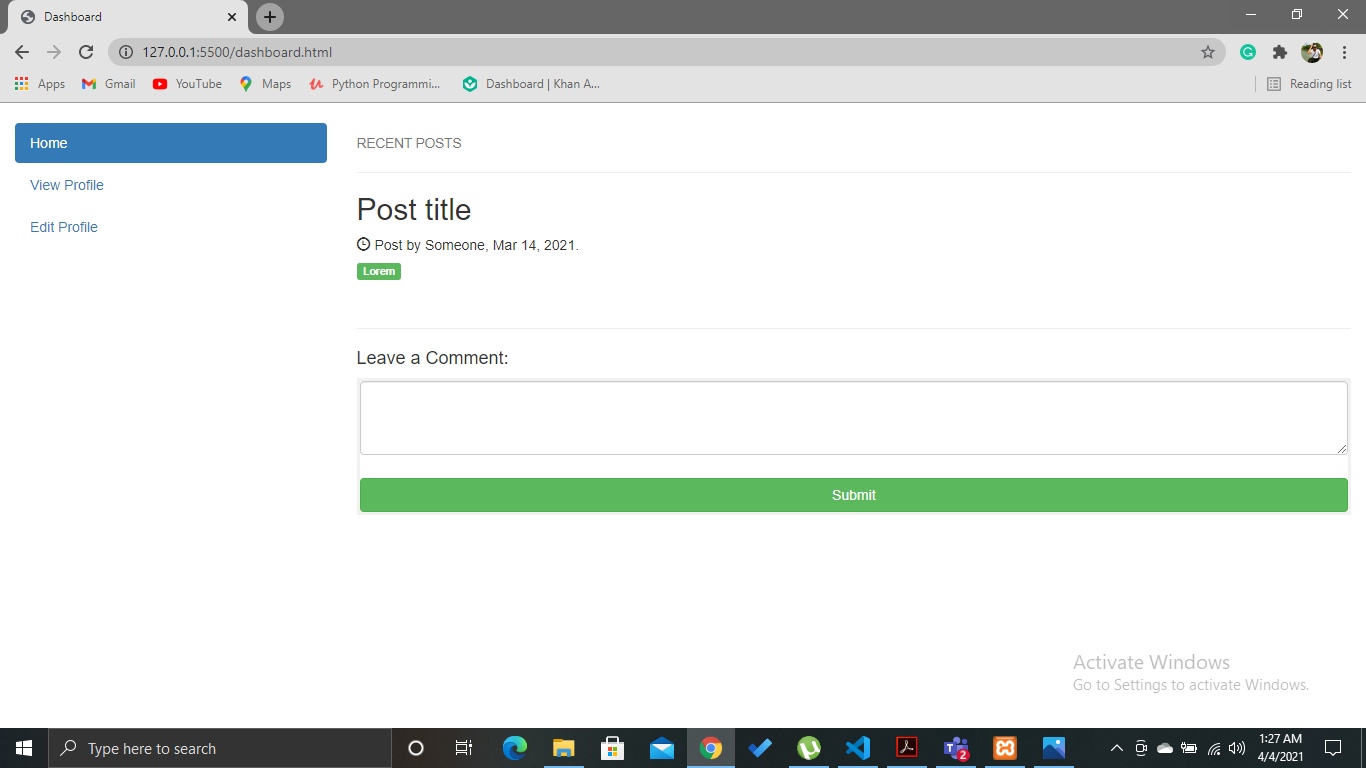 Dashboard
127.0.0.1:5500/dashboard.html
Apps Gmail YouTube Maps Python Programmi... Dashboard | Khan A... Reading list
Home
View Profile
Edit Profile
RECENT POSTS
Post title
Post by Someone, Mar 14, 2021.
Lorem
Leave a Comment:
Submit
Activate Windows
Go to Settings to activate Windows.
Type here to search
2
1:27 AM
4/4/2021